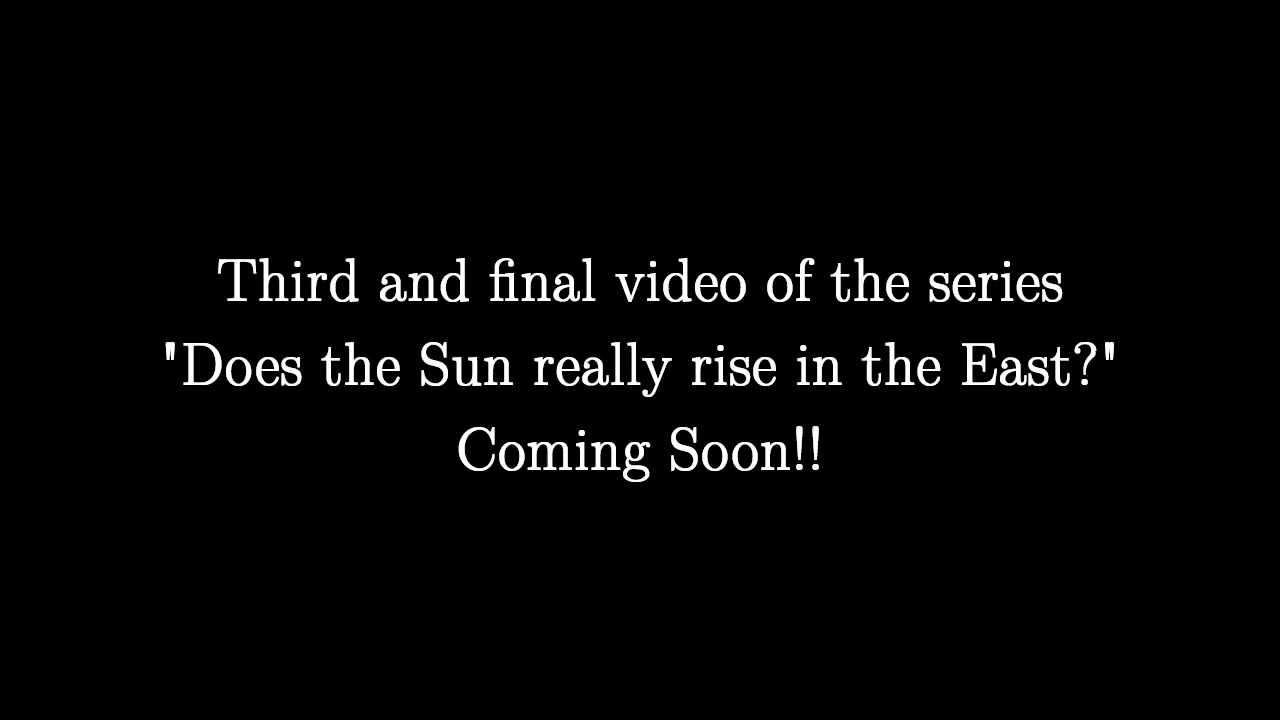 Third and final video of the series
"Does the Sun really rise in the East?"
Coming Soon!!